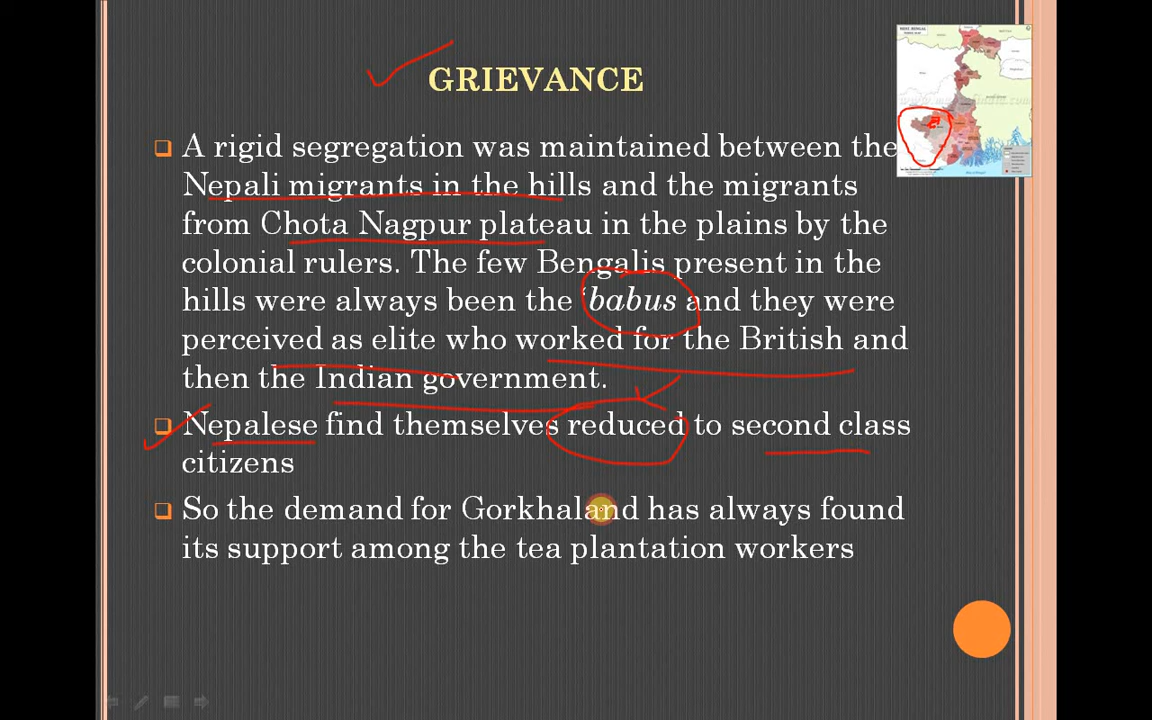 GRIEVANCE
A rigid segregation was maintained between the
Nepali migrants in the hills and the migrants
from Chota Nagpur plateau in the plains by the
colonial rulers. The few Bengalis present in the
hills were always been the ‘babus and they were
perceived as elite who worked for the British and
then the Indian government.
Nepalese find themselves reduced to second class
citizens
So the demand for Gorkhaland has always found
its support among the tea plantation workers